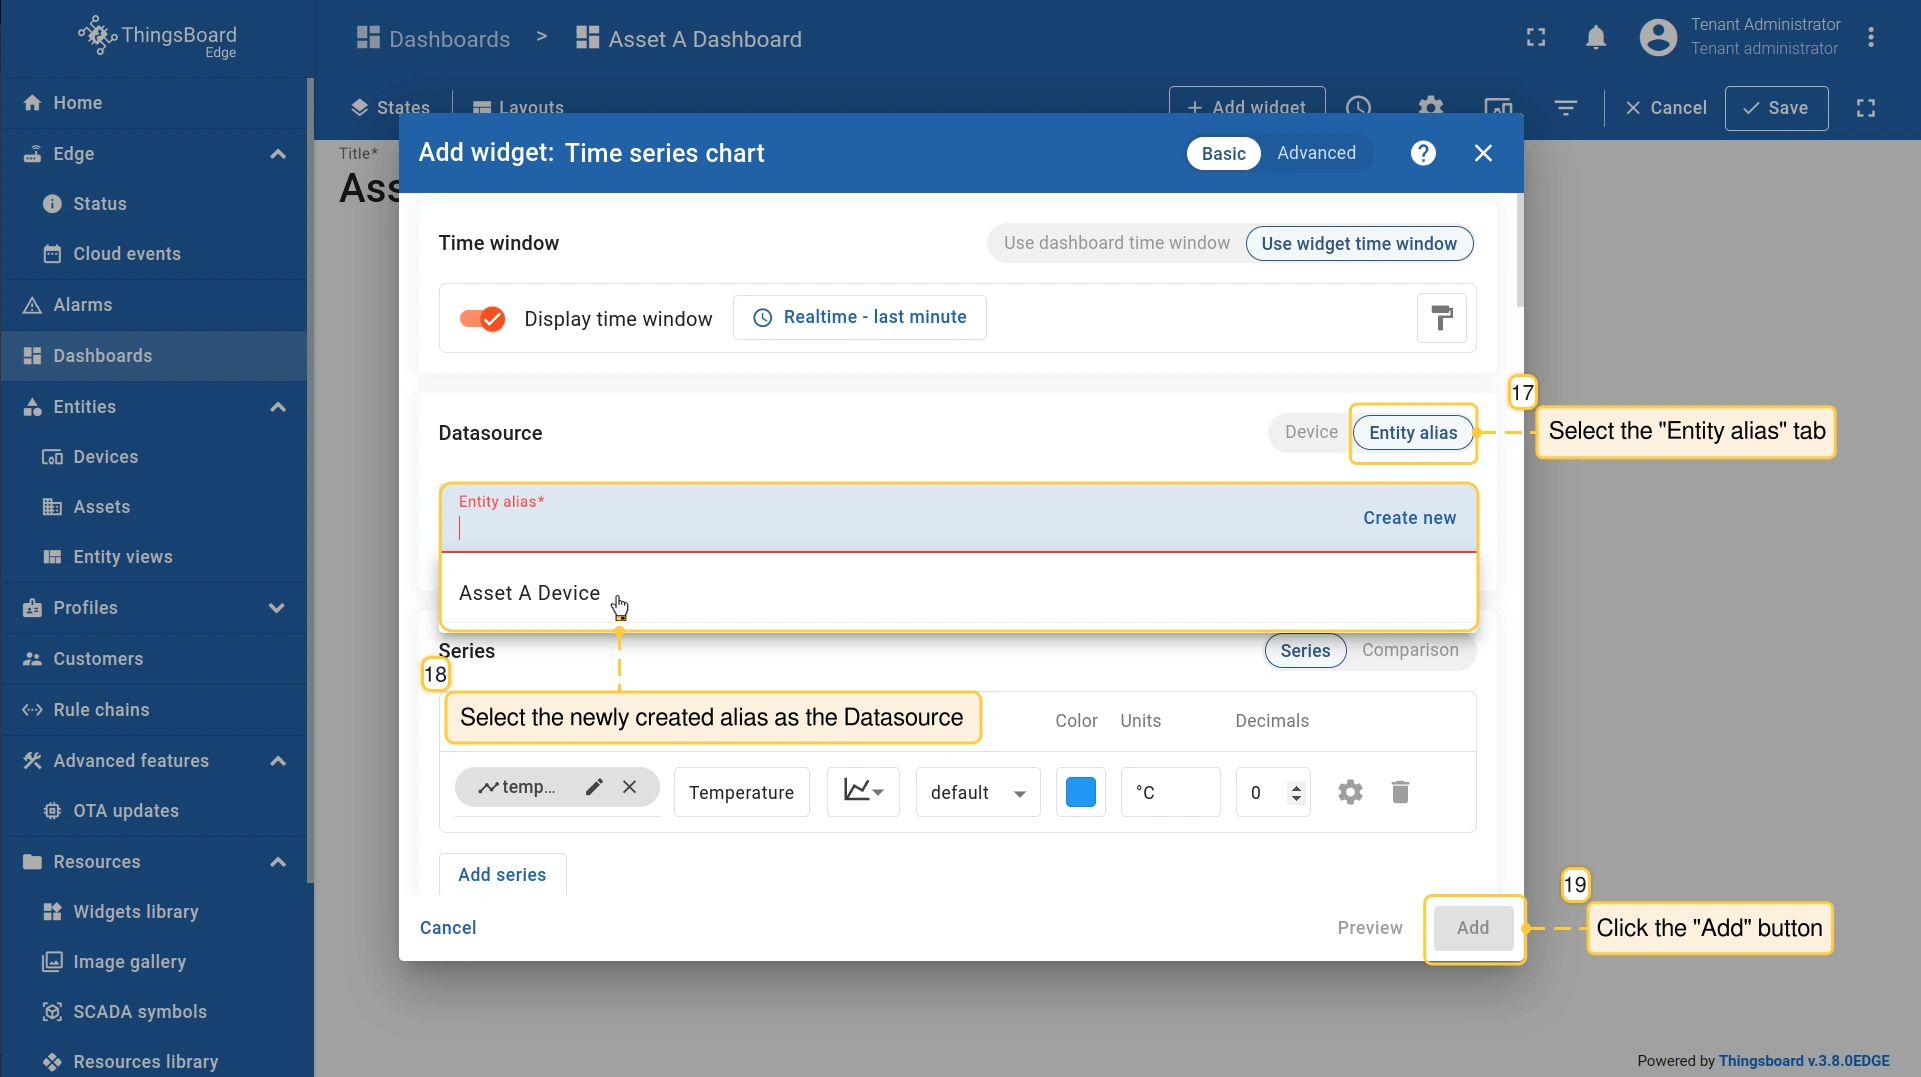 ThingsBoard
Edge
Dashboards > Asset A Dashboard
Tenant Administrator
Tenant administrator
Home
Edge
Status
Cloud events
Alarms
Dashboards
Entities
Devices
Assets
Entity views
Profiles
Customers
Rule chains
Advanced features
OTA updates
Resources
Widgets library
Image gallery
SCADA symbols
Resources library
States
Layouts
+ Add widget
Cancel
Save
Title*
Ass
Add widget: Time series chart
Basic
Advanced
?
Time window
Use dashboard time window
Use widget time window
Display time window
Realtime - last minute
Datasource
Device
Entity alias
17
Select the "Entity alias" tab
Entity alias*
Create new
Asset A Device
Series
Series
Comparison
18
Select the newly created alias as the Datasource
Color
Units
Decimals
temp...
Temperature
default
°C
0
Add series
Cancel
Preview
Add
19
Click the "Add" button
Powered by Thingsboard v.3.8.0EDGE